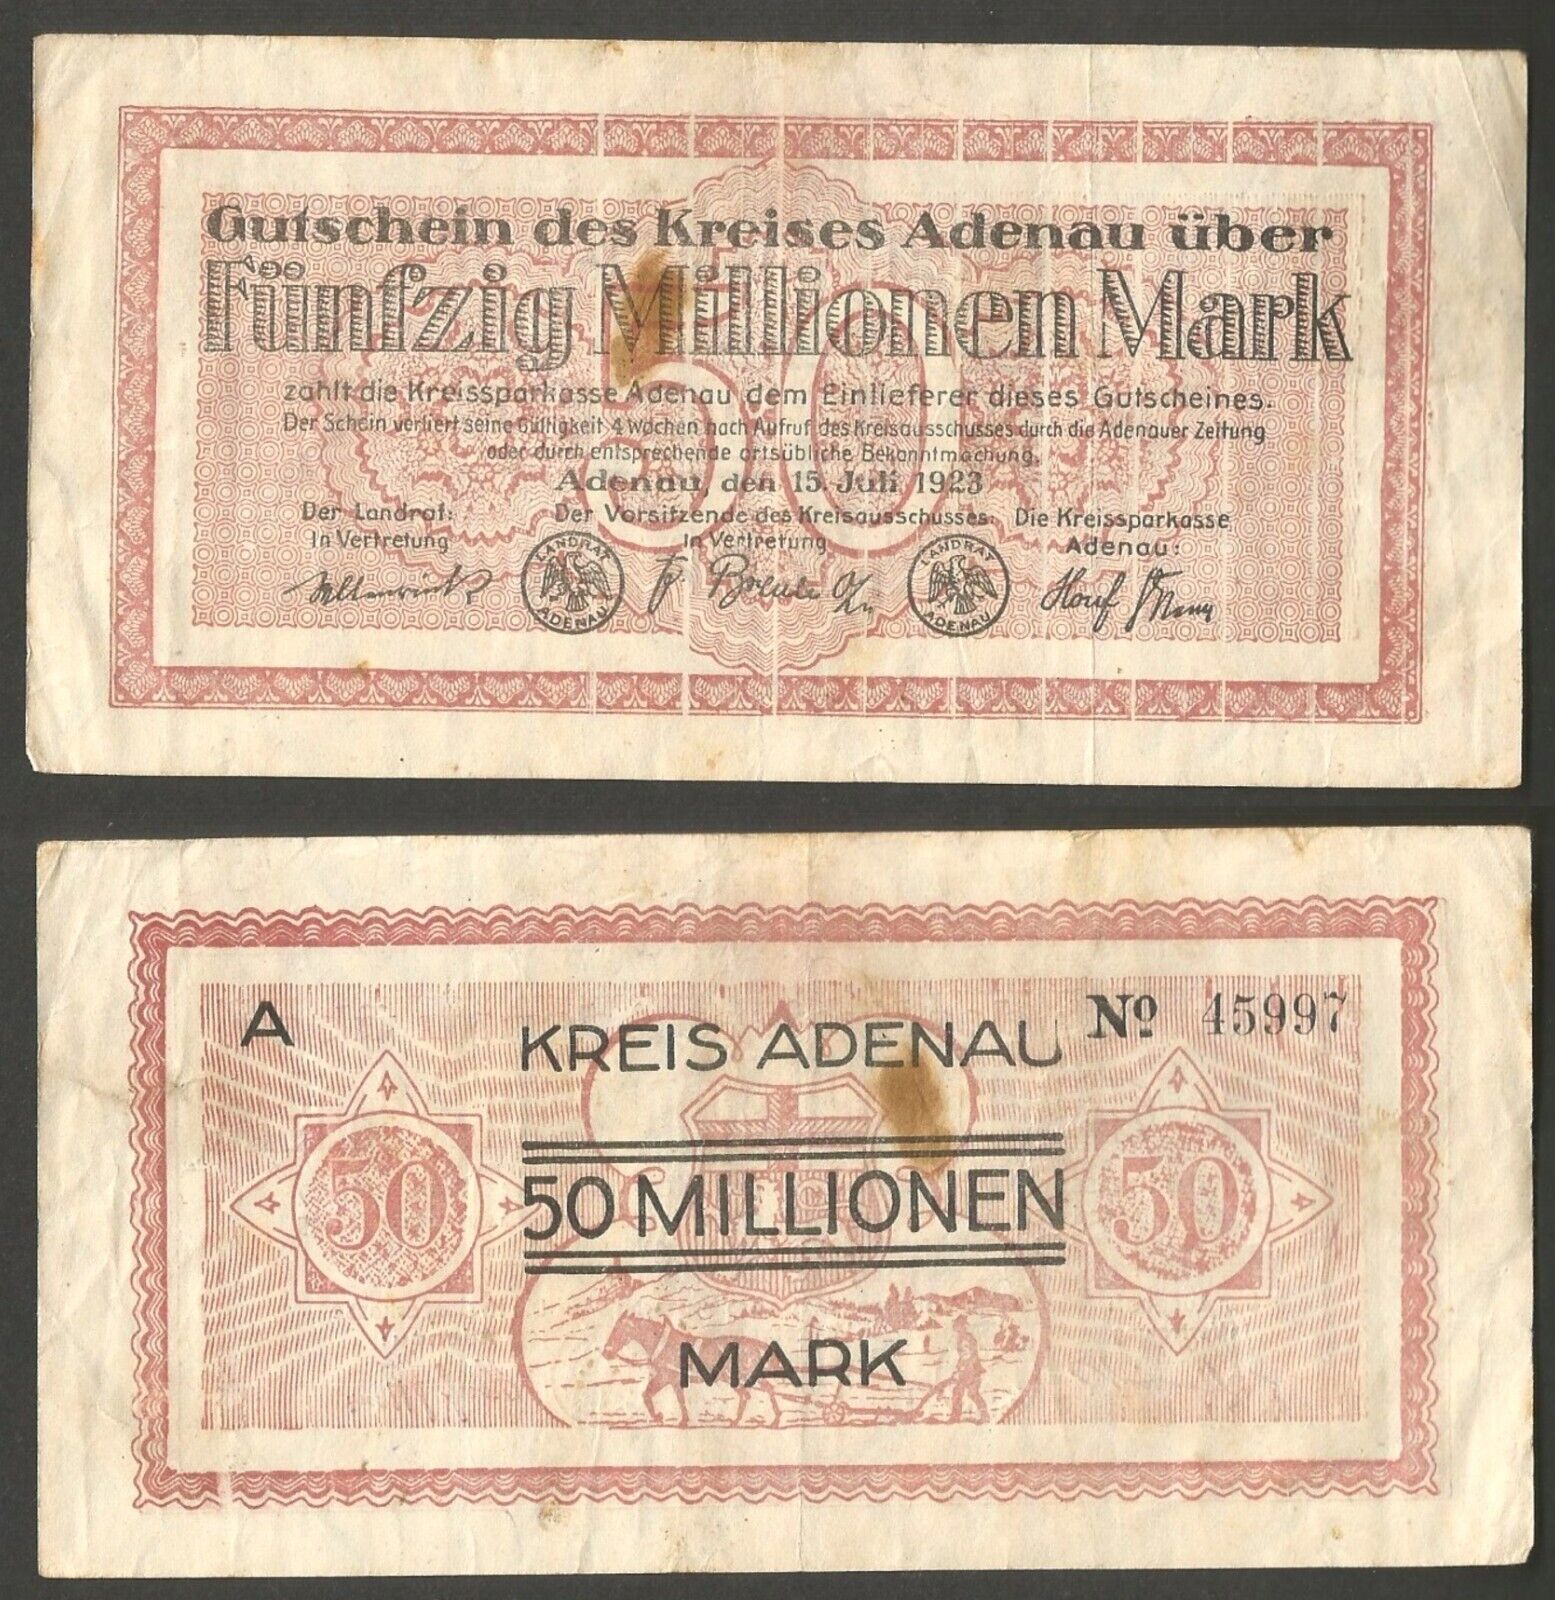 Gutschein des Kreises Adenau über
Fünfzig Millionen Mark
50
zahlt die Kreissparkasse Adenau dem Einlieferer dieses Gutscheines.
Der Schein verliert seine Gültigkeit 4 Wochen nach Aufruf des Kreisausschusses durch die Adenauer Zeitung
oder durch entsprechende ortsübliche Bekanntmachung.
Adenau, den 15. Juli 1923
Der Landrat: Der Vorsitzende des Kreisausschusses: Die Kreissparkasse
In Vertretung In Vertretung Adenau:
LANDRAT ADENAU
LANDRAT ADENAU
A
KREIS ADENAU
No 45997
50
50 MILLIONEN
50
MARK